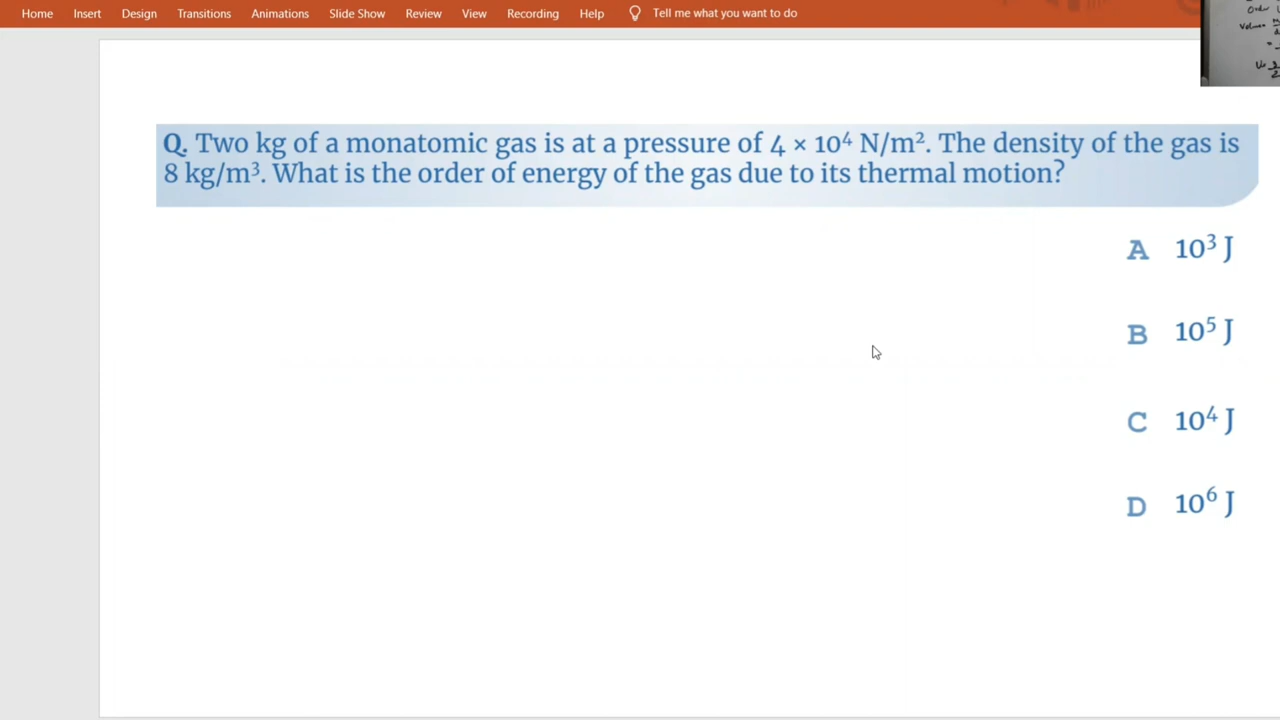 Home Insert Design Transitions Animations Slide Show Review View Recording Help Tell me what you want to do
Q. Two kg of a monatomic gas is at a pressure of 4 × 10⁴ N/m². The density of the gas is
8 kg/m³. What is the order of energy of the gas due to its thermal motion?
A 10³ J
B 10⁵ J
C 10⁴ J
D 10⁶ J